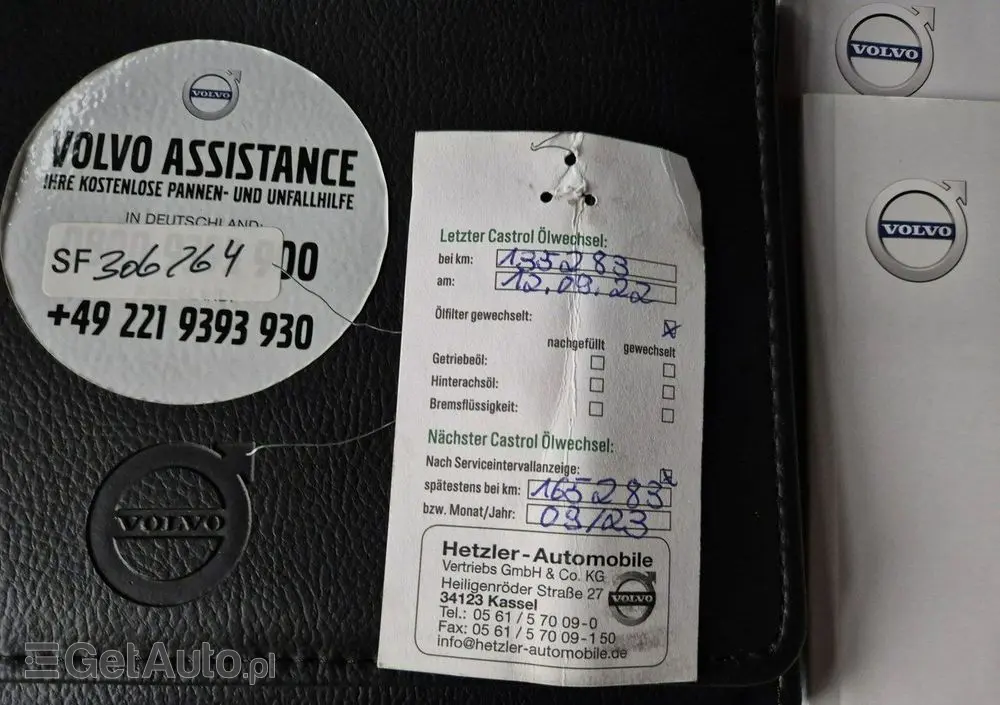 VOLVO
VOLVO ASSISTANCE
IHRE KOSTENLOSE PANNEN- UND UNFALLHILFE
IN DEUTSCHLAND:
SF 306264
00
+49 221 9393 930
VOLVO
Letzter Castrol Ölwechsel:
bei km: 135283
am: 12.09.22
Ölfilter gewechselt:
nachgefüllt gewechselt
Getriebeöl:
Hinterachsöl:
Bremsflüssigkeit:
Nächster Castrol Ölwechsel:
Nach Serviceintervallanzeige:
spätestens bei km: 165283
bzw. Monat/Jahr: 09/23
Hetzler-Automobile
Vertriebs GmbH & Co. KG
Heiligenröder Straße 27
34123 Kassel
Tel.: 05 61 / 5 70 09-0
Fax: 05 61 / 5 70 09-1 50
info@hetzler-automobile.de
VOLVO
VOLVO
VOLVO
GetAuto.pl